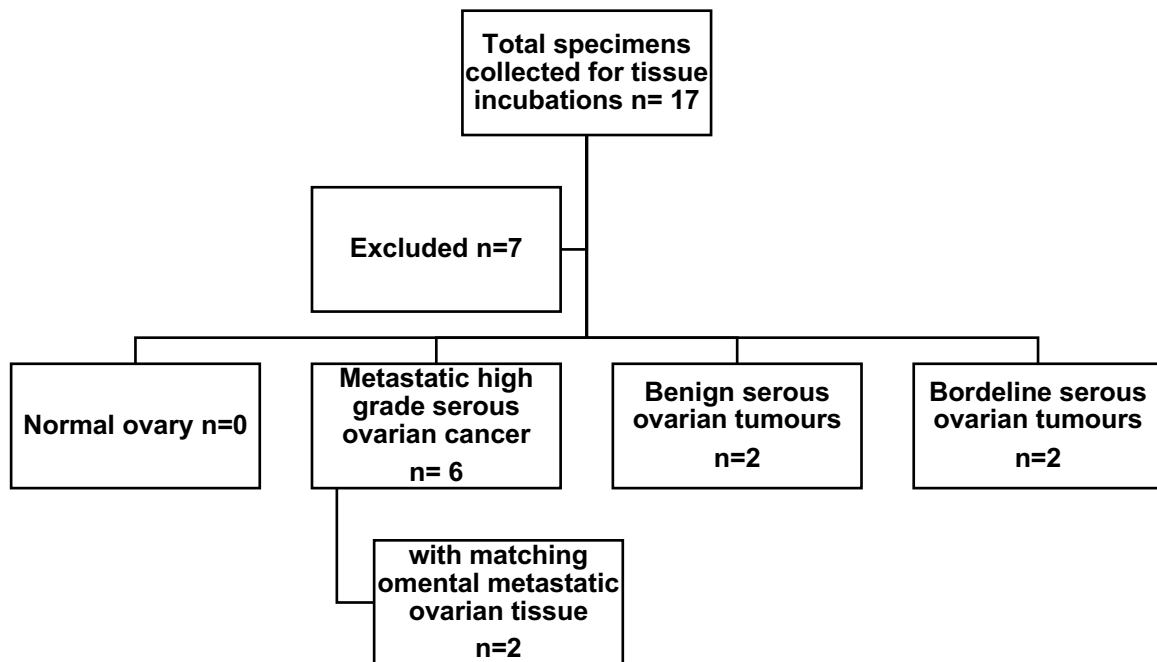 Total specimens
collected for tissue
incubations n= 17
Excluded n=7
Normal ovary n=0
Metastatic high
grade serous
ovarian cancer
n= 6
Benign serous
ovarian tumours
n=2
Bordeline serous
ovarian tumours
n=2
with matching
omental metastatic
ovarian tissue
n=2